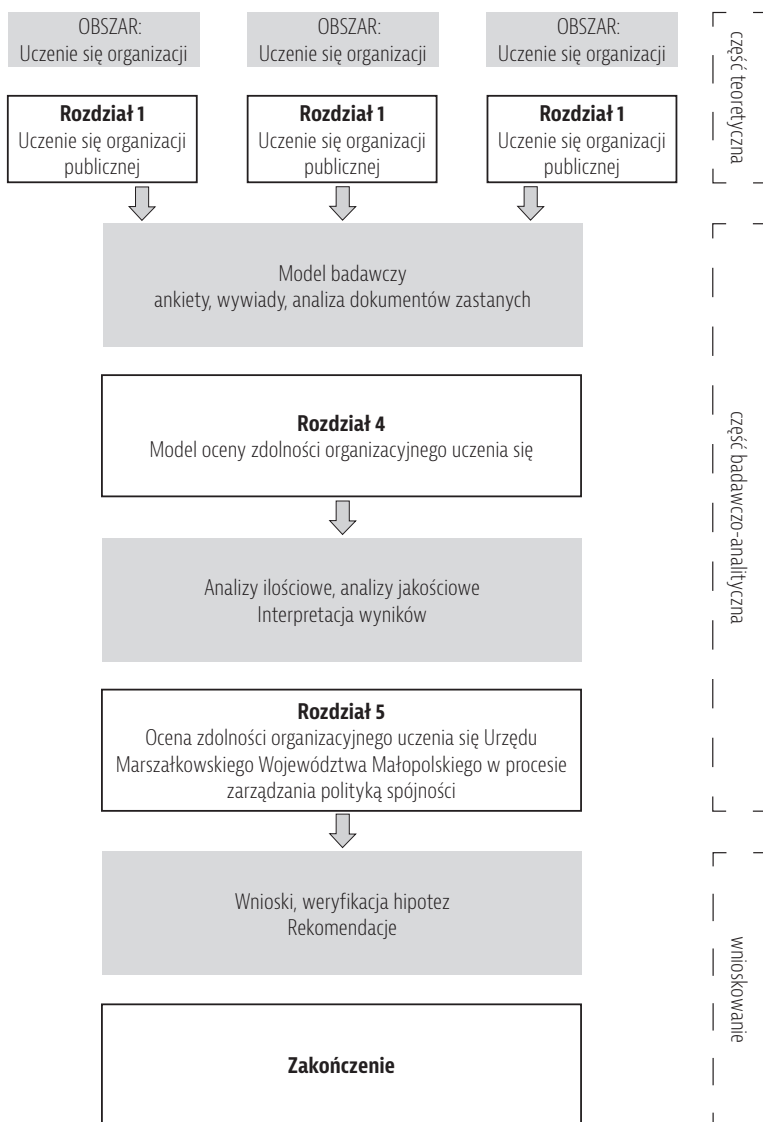 OBSZAR:
Uczenie się organizacji
OBSZAR:
Uczenie się organizacji
OBSZAR:
Uczenie się organizacji
Rozdział 1
Uczenie się organizacji
publicznej
Rozdział 1
Uczenie się organizacji
publicznej
Rozdział 1
Uczenie się organizacji
publicznej
część teoretyczna
Model badawczy
ankiety, wywiady, analiza dokumentów zastanych
Rozdział 4
Model oceny zdolności organizacyjnego uczenia się
Analizy ilościowe, analizy jakościowe
Interpretacja wyników
Rozdział 5
Ocena zdolności organizacyjnego uczenia się Urzędu
Marszałkowskiego Województwa Małopolskiego w procesie
zarządzania polityką spójności
część badawczo-analityczna
Wnioski, weryfikacja hipotez
Rekomendacje
Zakończenie
wnioskowanie